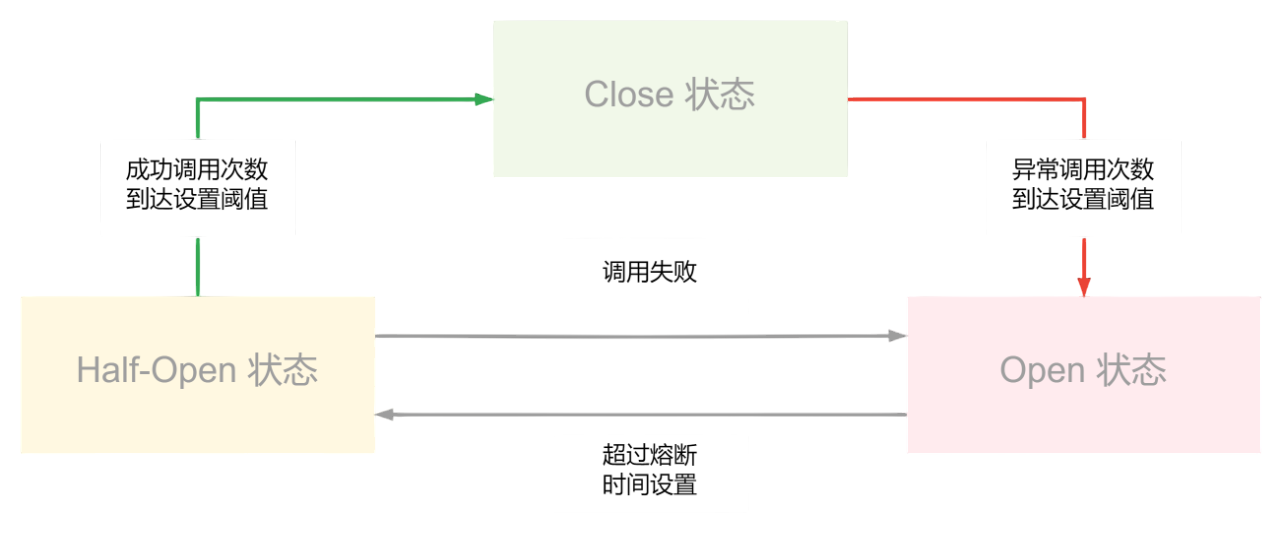 Close 状态
成功调用次数
到达设置阈值
异常调用次数
到达设置阈值
调用失败
Half-Open 状态
Open 状态
超过熔断
时间设置